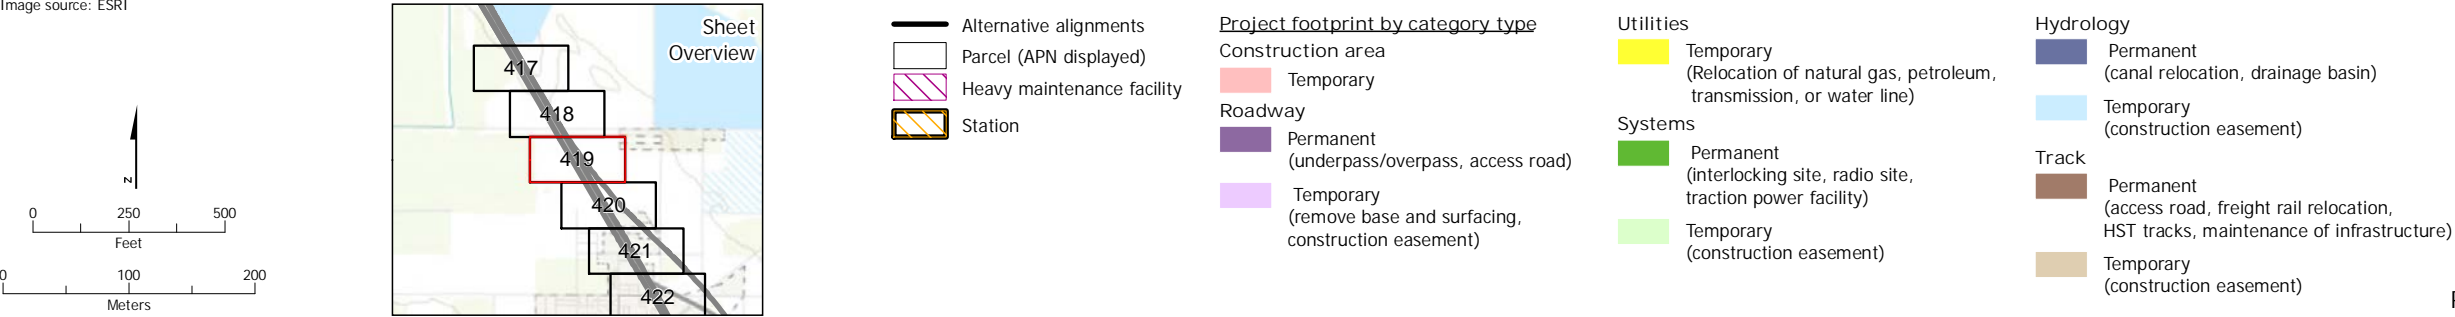 Image source: ESRI
N
0 250 500
Feet
0 100 200
Meters
Sheet
Overview
417
418
419
420
421
422
Alternative alignments
Parcel (APN displayed)
Heavy maintenance facility
Station
Project footprint by category type
Construction area
Temporary
Roadway
Permanent
(underpass/overpass, access road)
Temporary
(remove base and surfacing,
construction easement)
Utilities
Temporary
(Relocation of natural gas, petroleum,
transmission, or water line)
Systems
Permanent
(interlocking site, radio site,
traction power facility)
Temporary
(construction easement)
Hydrology
Permanent
(canal relocation, drainage basin)
Temporary
(construction easement)
Track
Permanent
(access road, freight rail relocation,
HST tracks, maintenance of infrastructure)
Temporary
(construction easement)